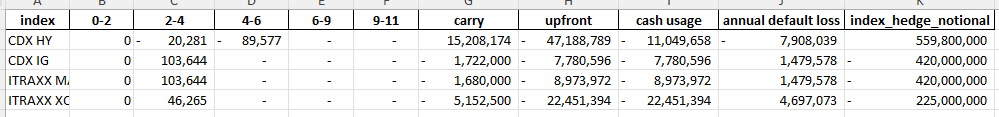 A B C D E F G H I J K
index 0-2 2-4 4-6 6-9 9-11 carry upfront cash usage annual default loss index_hedge_notional
CDX HY 0 - 20,281 - 89,577 - - 15,208,174 - 47,188,789 - 11,049,658 - 7,908,039 559,800,000
CDX IG 0 103,644 - - - 1,722,000 - 7,780,596 - 7,780,596 1,479,578 - 420,000,000
ITRAXX MA 0 103,644 - - - 1,680,000 - 8,973,972 - 8,973,972 1,479,578 - 420,000,000
ITRAXX XO 0 46,265 - - - 5,152,500 - 22,451,394 - 22,451,394 4,697,073 - 225,000,000